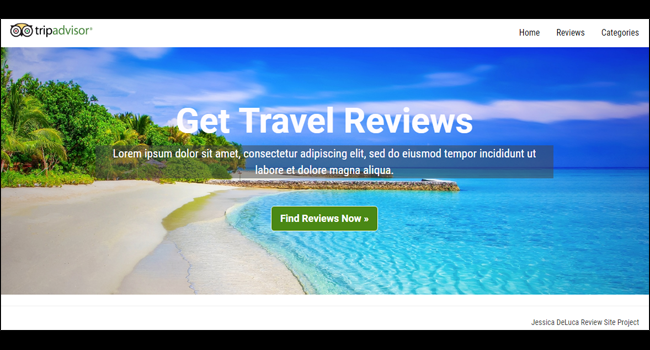 tripadvisor®
Home Reviews Categories
Get Travel Reviews
Lorem ipsum dolor sit amet, consectetur adipiscing elit, sed do eiusmod tempor incididunt ut
labore et dolore magna aliqua.
Find Reviews Now »
Jessica DeLuca Review Site Project